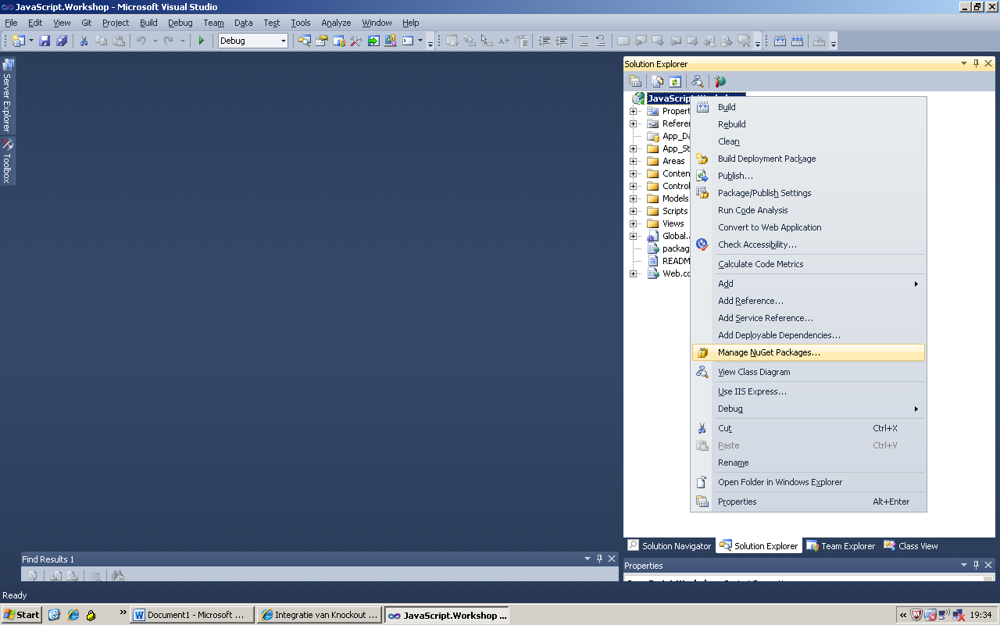 JavaScript.Workshop - Microsoft Visual Studio
File Edit View Git Project Build Debug Team Data Test Tools Analyze Window Help
Debug
Server Explorer
Toolbox
Solution Explorer
JavaScript.Workshop
Propert
Referen
App_Da
App_St
Areas
Conten
Control
Models
Scripts
Views
Global.
packag
READM
Web.co
Build
Rebuild
Clean
Build Deployment Package
Publish...
Package/Publish Settings
Run Code Analysis
Convert to Web Application
Check Accessibility...
Calculate Code Metrics
Add
Add Reference...
Add Service Reference...
Add Deployable Dependencies...
Manage NuGet Packages...
View Class Diagram
Use IIS Express...
Debug
Cut Ctrl+X
Paste Ctrl+V
Rename
Open Folder in Windows Explorer
Properties Alt+Enter
Solution Navigator Solution Explorer Team Explorer Class View
Find Results 1
Properties
Ready
Start Document1 - Microsoft ... Integratie van Knockout ... JavaScript.Workshop ... 19:34